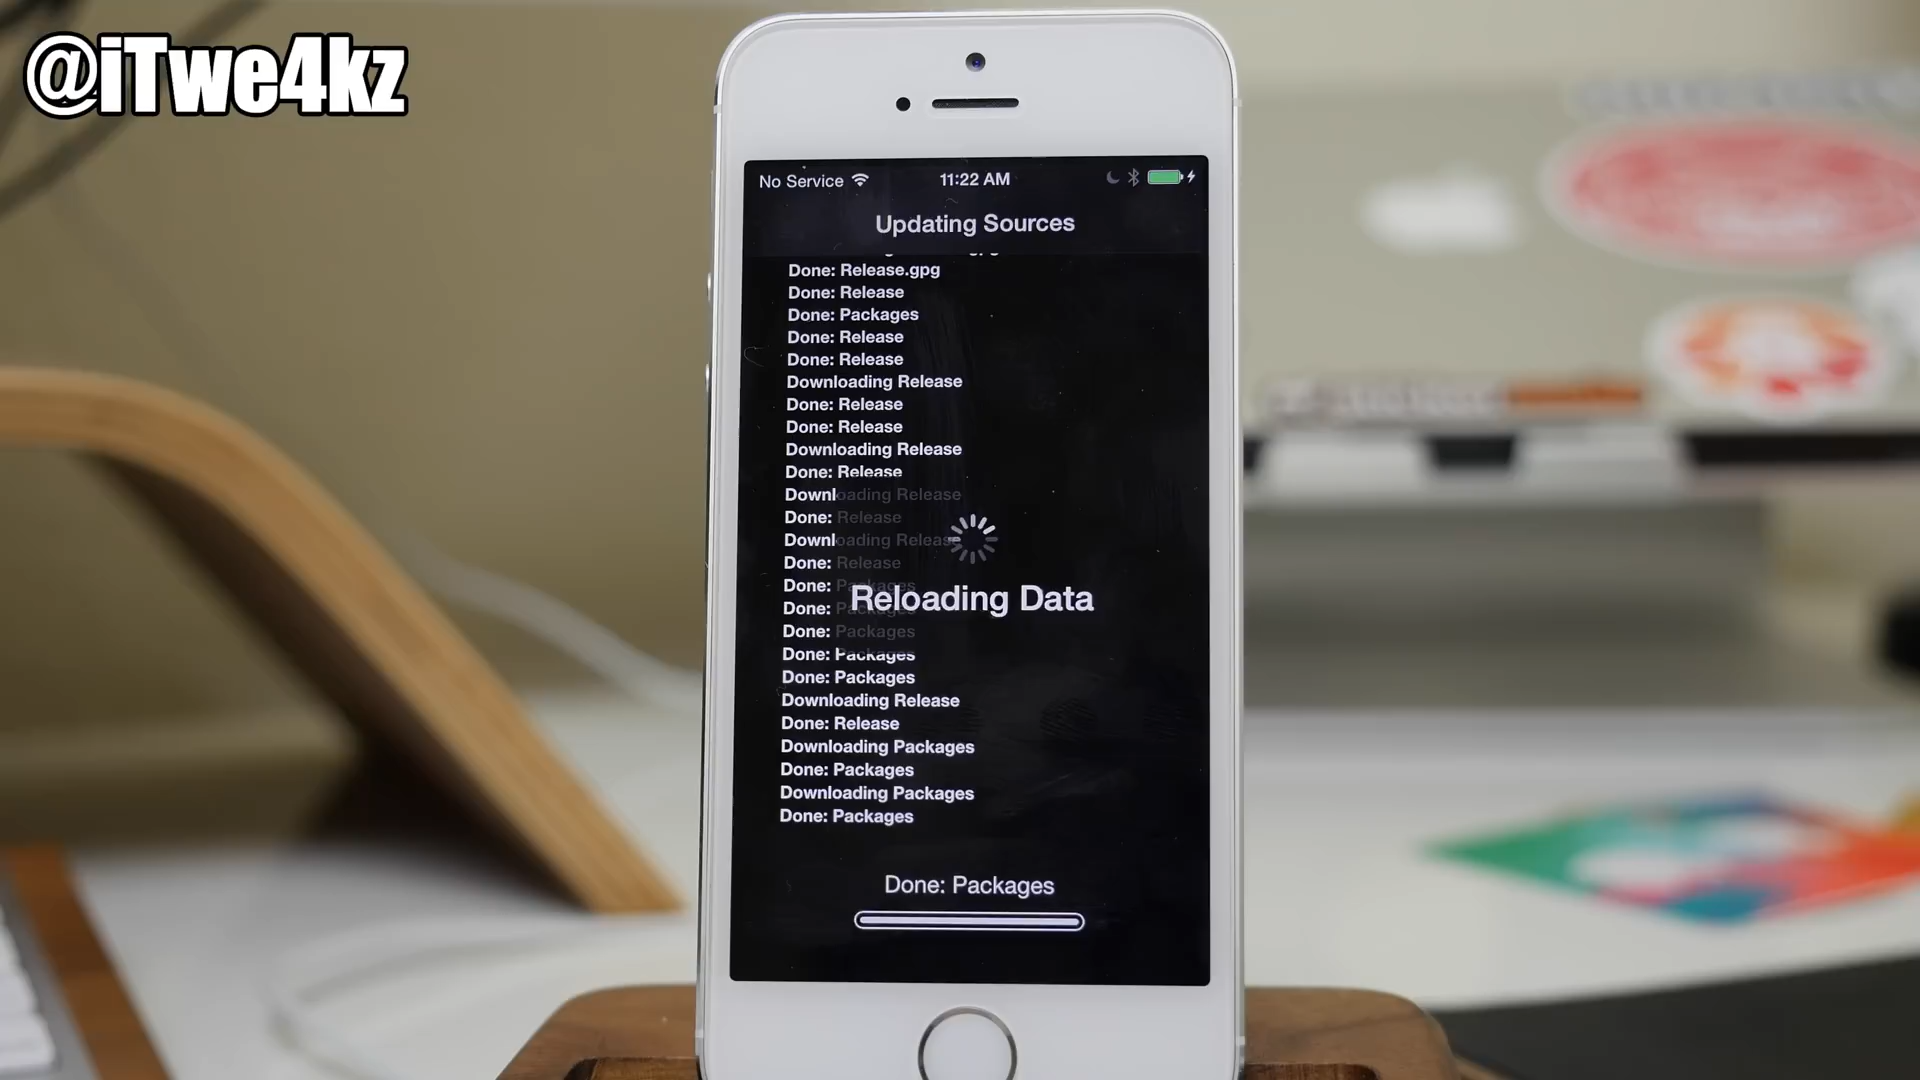 @iTwe4kz
No Service 11:22 AM
Updating Sources
Done: Release.gpg
Done: Release
Done: Packages
Done: Release
Done: Release
Downloading Release
Done: Release
Done: Release
Downloading Release
Done: Release
Downloading Release
Done: Release
Downloading Release
Done: Release
Done: Packages
Done: Packages
Reloading Data
Done: Packages
Done: Packages
Done: Packages
Downloading Release
Done: Release
Downloading Packages
Done: Packages
Downloading Packages
Done: Packages
Done: Packages